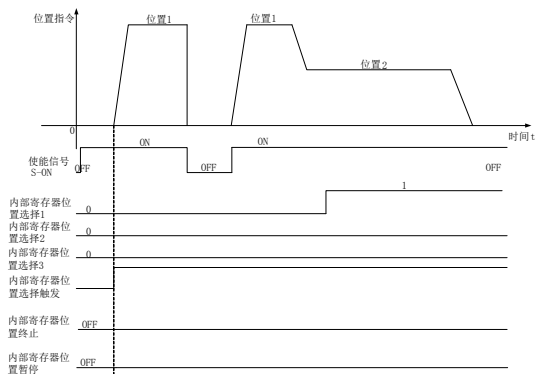 位置指令
位置1
位置1
位置2
0
时间t
ON
ON
使能信号
S-ON
OFF
OFF
OFF
1
内部寄存器位
置选择1
0
内部寄存器位
置选择2
0
内部寄存器位
置选择3
0
内部寄存器位
置选择触发
内部寄存器位
置终止
OFF
内部寄存器位
置暂停
OFF